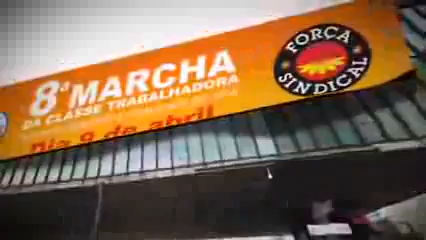 8ª MARCHA
DA CLASSE TRABALHADORA
Dia 9 de abril
FORÇA
SINDICAL